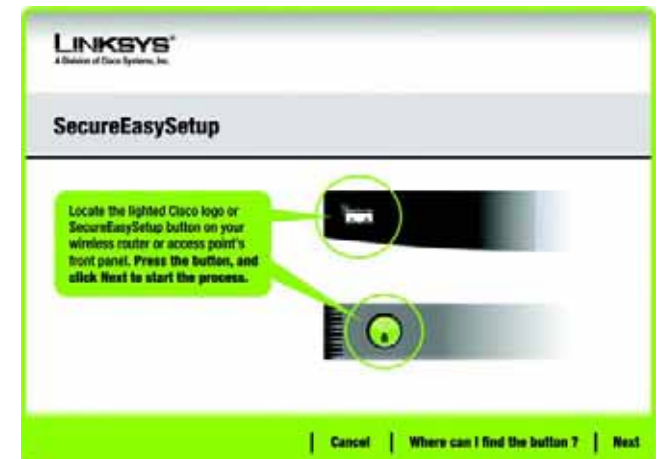 LINKSYS®
A Division of Cisco Systems, Inc.
SecureEasySetup
Locate the lighted Cisco logo or
SecureEasySetup button on your
wireless router or access point's
front panel. Press the button, and
click Next to start the process.
Cancel | Where can I find the button ? | Next